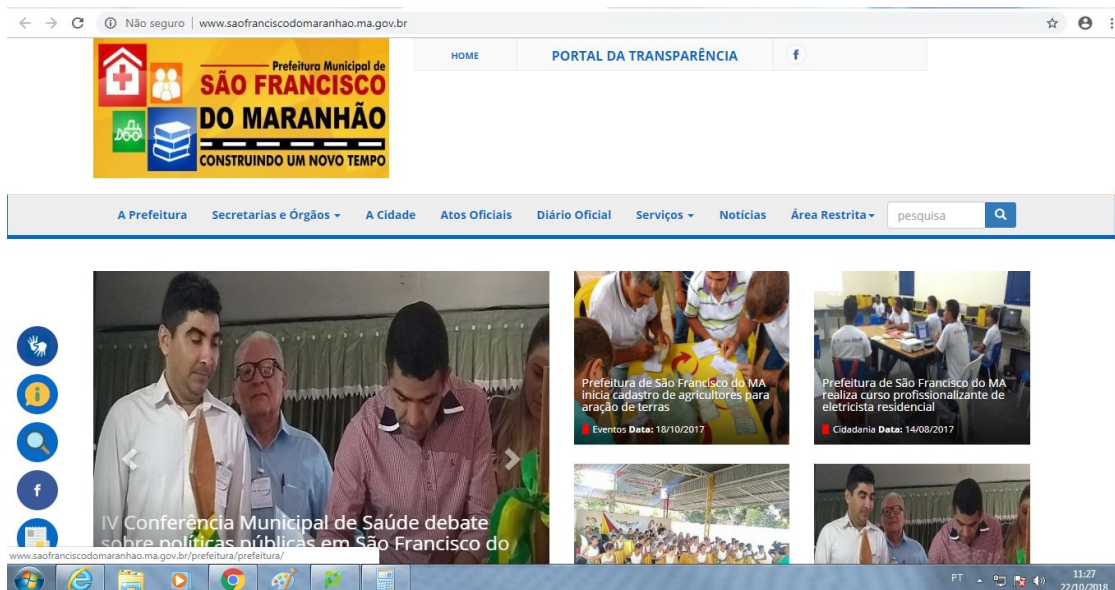 Não seguro | www.saofranciscodomaranhao.ma.gov.br
Prefeitura Municipal de
SÃO FRANCISCO
DO MARANHÃO
CONSTRUINDO UM NOVO TEMPO
HOME PORTAL DA TRANSPARÊNCIA f
A Prefeitura Secretarias e Órgãos A Cidade Atos Oficiais Diário Oficial Serviços Notícias Área Restrita pesquisa
Prefeitura de São Francisco do MA
inicia cadastro de agricultores para
aração de terras
Eventos Data: 18/10/2017
Prefeitura de São Francisco do MA
realiza curso profissionalizante de
eletricista residencial
Cidadania Data: 14/08/2017
f
IV Conferência Municipal de Saúde debate
sobre políticas públicas em São Francisco do
www.saofranciscodomaranhao.ma.gov.br/prefeitura/prefeitura/
PT 11:27
22/10/2018